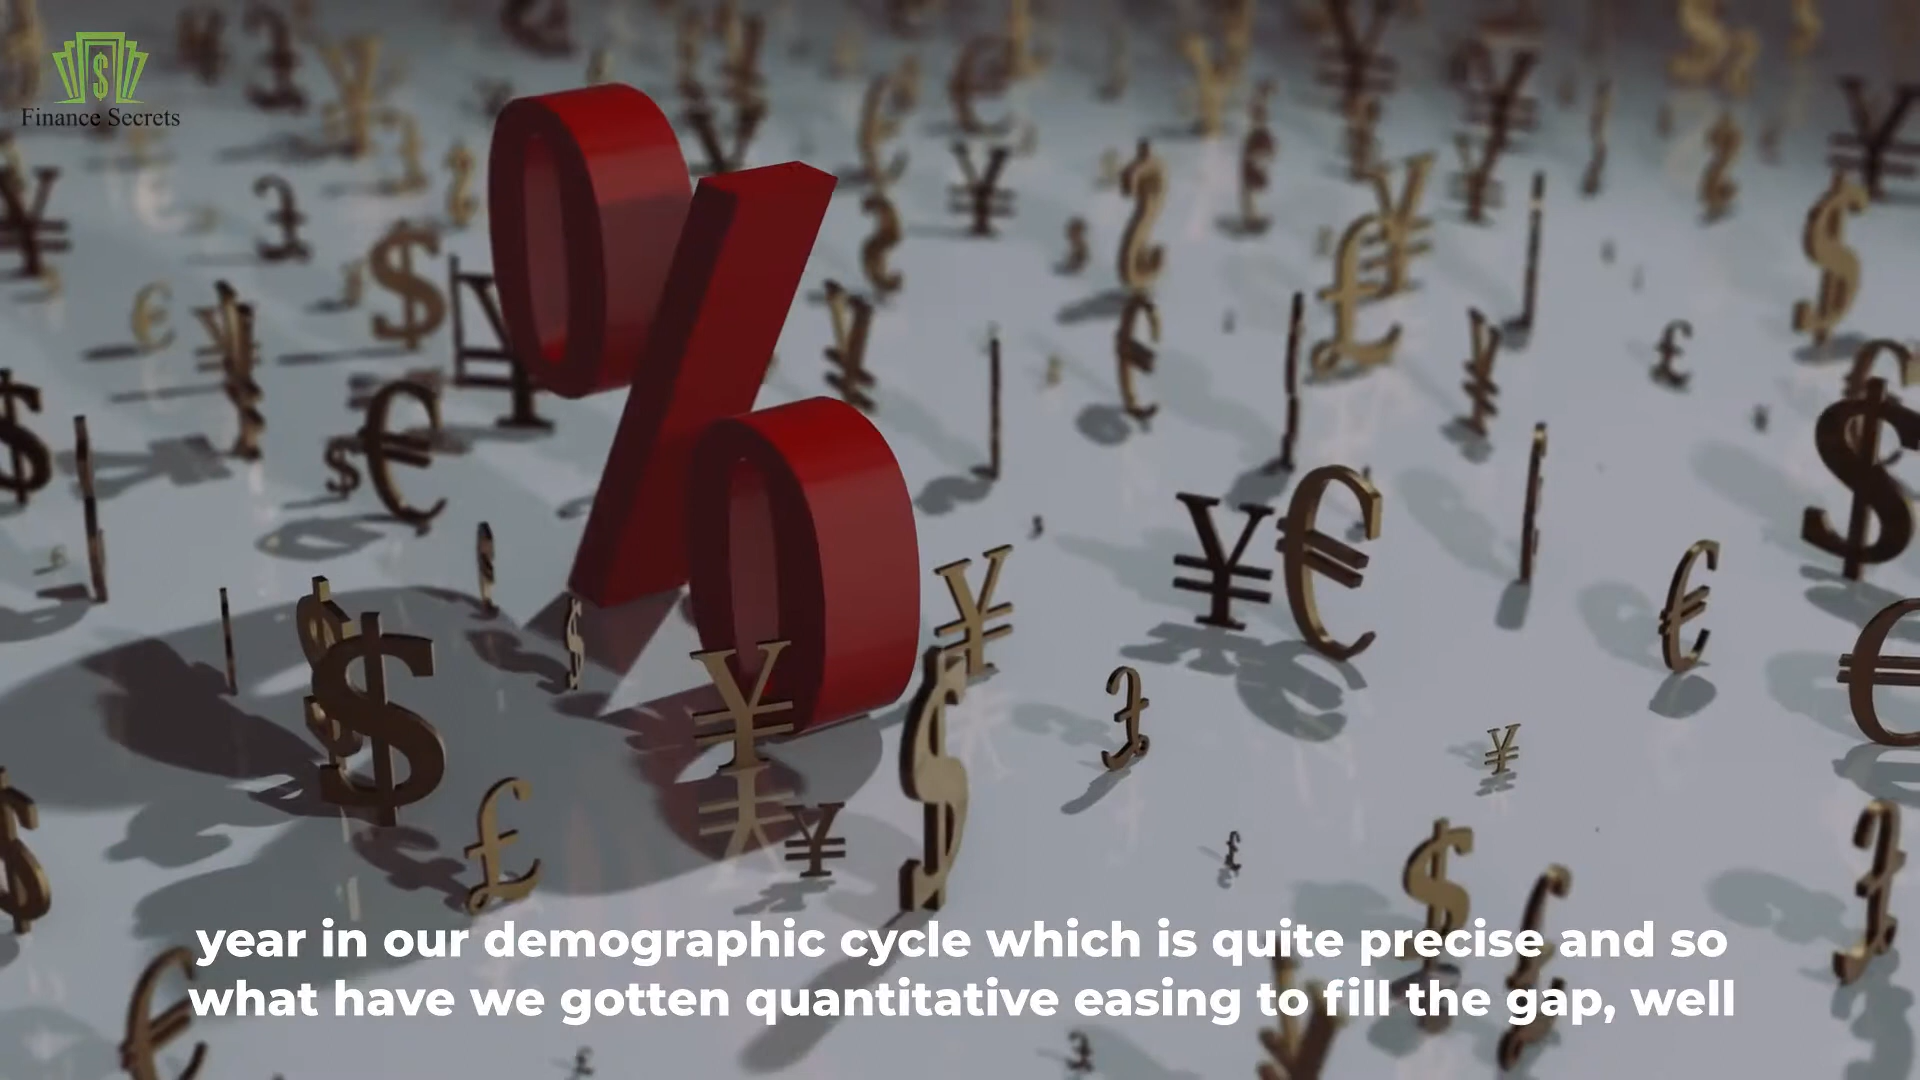 Finance Secrets
year in our demographic cycle which is quite precise and so
what have we gotten quantitative easing to fill the gap, well